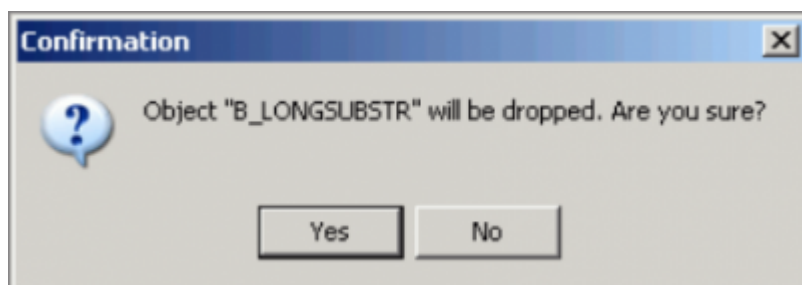 Confirmation
Object "B_LONGSUBSTR" will be dropped. Are you sure?
Yes No